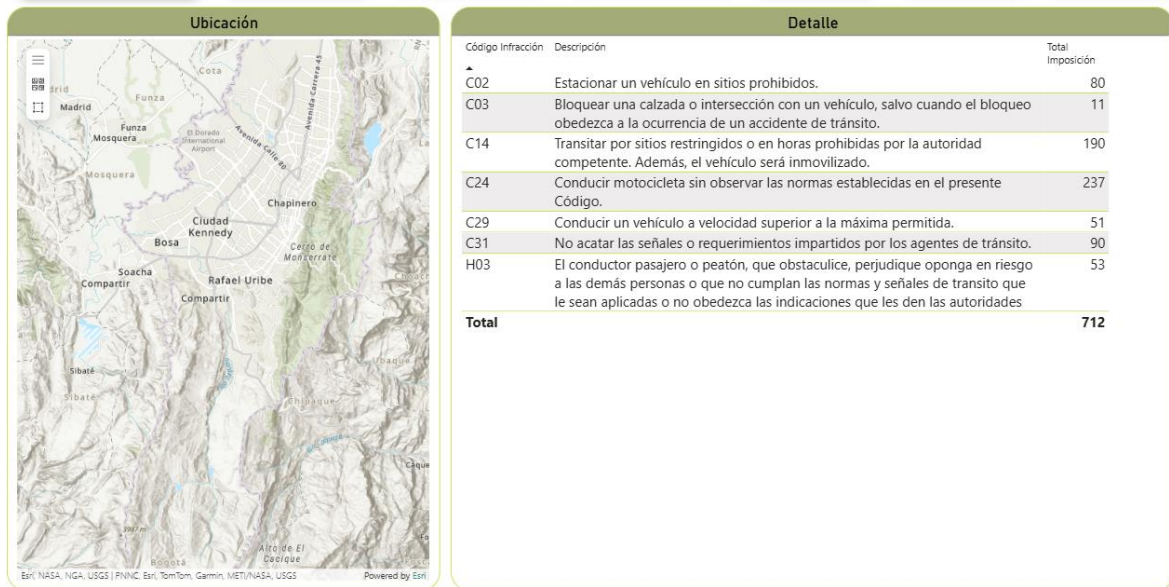 Ubicación
Cota
Funza
Madrid
Funza
Mosquera
El Dorado
International
Airport
Avenida Calle 80
Avenida Carrera 45
Mosquera
Chapinero
Ciudad
Kennedy
Bosa
Cerro de
Monserrate
Soacha
Compartir
Rafael Uribe
Compartir
Sibaté
Sibaté
Ubaque
Chipaque
Caque
3987 m
Alto de El
Cacique
Bogotá
Esri, NASA, NGA, USGS | PNNC, Esri, TomTom, Garmin, METI/NASA, USGS
Powered by Esri
Detalle
Código Infracción Descripción Total
Imposición
C02 Estacionar un vehículo en sitios prohibidos. 80
C03 Bloquear una calzada o intersección con un vehículo, salvo cuando el bloqueo 11
obedezca a la ocurrencia de un accidente de tránsito.
C14 Transitar por sitios restringidos o en horas prohibidas por la autoridad 190
competente. Además, el vehículo será inmovilizado.
C24 Conducir motocicleta sin observar las normas establecidas en el presente 237
Código.
C29 Conducir un vehículo a velocidad superior a la máxima permitida. 51
C31 No acatar las señales o requerimientos impartidos por los agentes de tránsito. 90
H03 El conductor pasajero o peatón, que obstaculice, perjudique oponga en riesgo 53
a las demás personas o que no cumplan las normas y señales de transito que
le sean aplicadas o no obedezca las indicaciones que les den las autoridades
Total 712